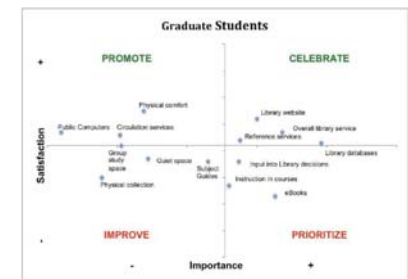 Graduate Students
PROMOTE
CELEBRATE
+
Physical comfort
Library website
Public Computers
Circulation services
Overall library service
Reference services
Satisfaction
Group
study
space
Quiet space
Subject
Guides
Input into Library decisions
Library databases
Physical collection
Instruction in courses
eBooks
IMPROVE
PRIORITIZE
-
-
Importance
+